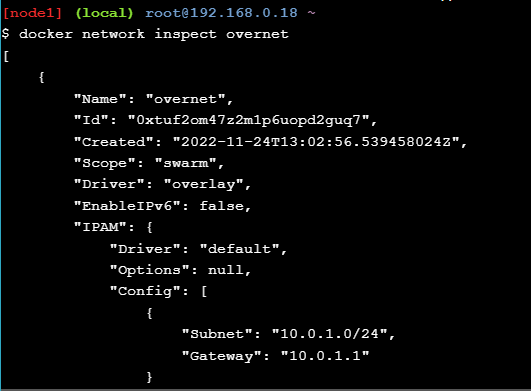 [node1] (local) root@192.168.0.18 ~
$ docker network inspect overnet
[
    {
        "Name": "overnet",
        "Id": "0xtuf2om47z2m1p6uopd2guq7",
        "Created": "2022-11-24T13:02:56.539458024Z",
        "Scope": "swarm",
        "Driver": "overlay",
        "EnableIPv6": false,
        "IPAM": {
            "Driver": "default",
            "Options": null,
            "Config": [
                {
                    "Subnet": "10.0.1.0/24",
                    "Gateway": "10.0.1.1"
                }